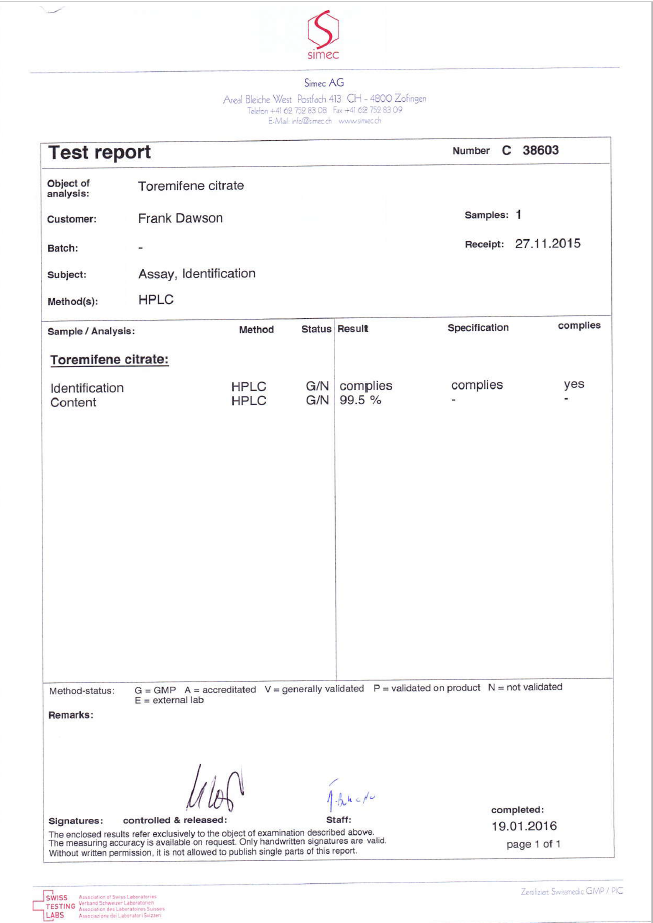 simec
Simec AG
Areal Bleiche West Postfach 413 CH - 4800 Zofingen
Telefon +41 62 752 83 08 Fax +41 62 752 83 09
E-Mail info@simec.ch www.simec.ch
Test report Number C 38603
Object of analysis: Toremifene citrate
Customer: Frank Dawson Samples: 1
Batch: - Receipt: 27.11.2015
Subject: Assay, Identification
Method(s): HPLC
Sample / Analysis: Method Status Result Specification complies
Toremifene citrate:
Identification HPLC G/N complies complies yes
Content HPLC G/N 99.5 % - -
Method-status: G = GMP A = accreditated V = generally validated P = validated on product N = not validated
E = external lab
Remarks:
completed:
Signatures: controlled & released: Staff: 19.01.2016
The enclosed results refer exclusively to the object of examination described above.
The measuring accuracy is available on request. Only handwritten signatures are valid.
Without written permission, it is not allowed to publish single parts of this report.
page 1 of 1
Zertifiziert Swissmedic GMP / PIC
SWISS Association of Swiss Laboratories
TESTING Verband Schweizer Laboratorien
Association des Laboratoires Suisses
LABS Associazione dei Laboratori Svizzeri